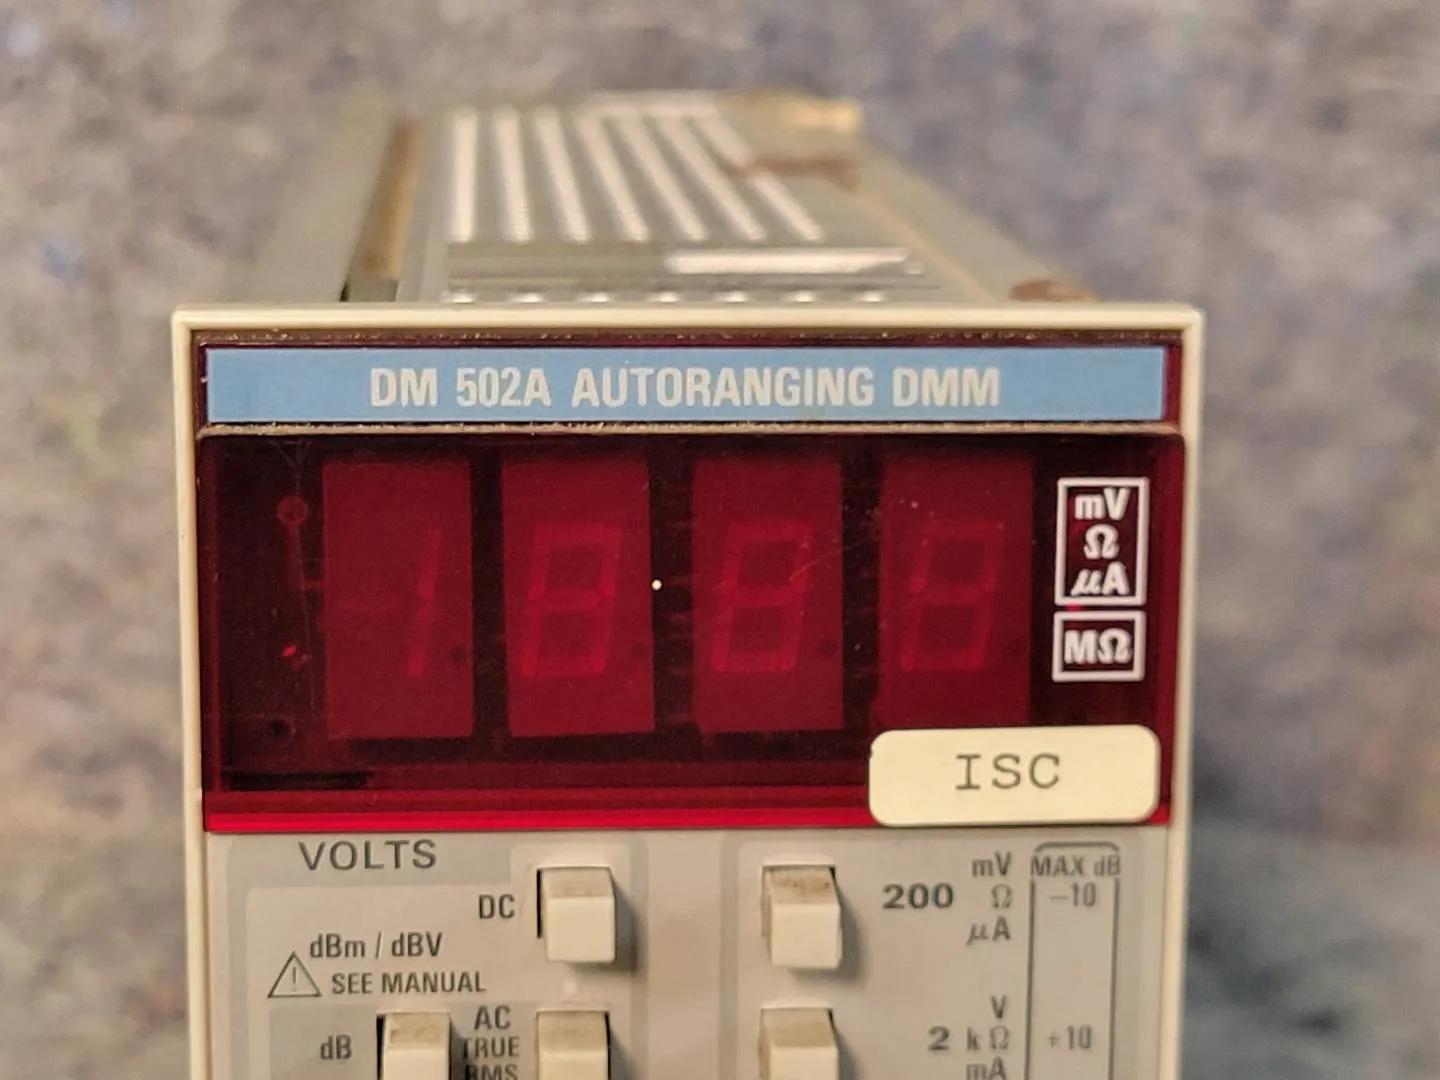 DM 502A AUTORANGING DMM
mV
Ω
μA
MΩ
ISC
VOLTS
DC
dBm / dBV
! SEE MANUAL
dB
AC
TRUE
RMS
200
mV
Ω
μA
2
V
kΩ
mA
MAX dB
-10
+10